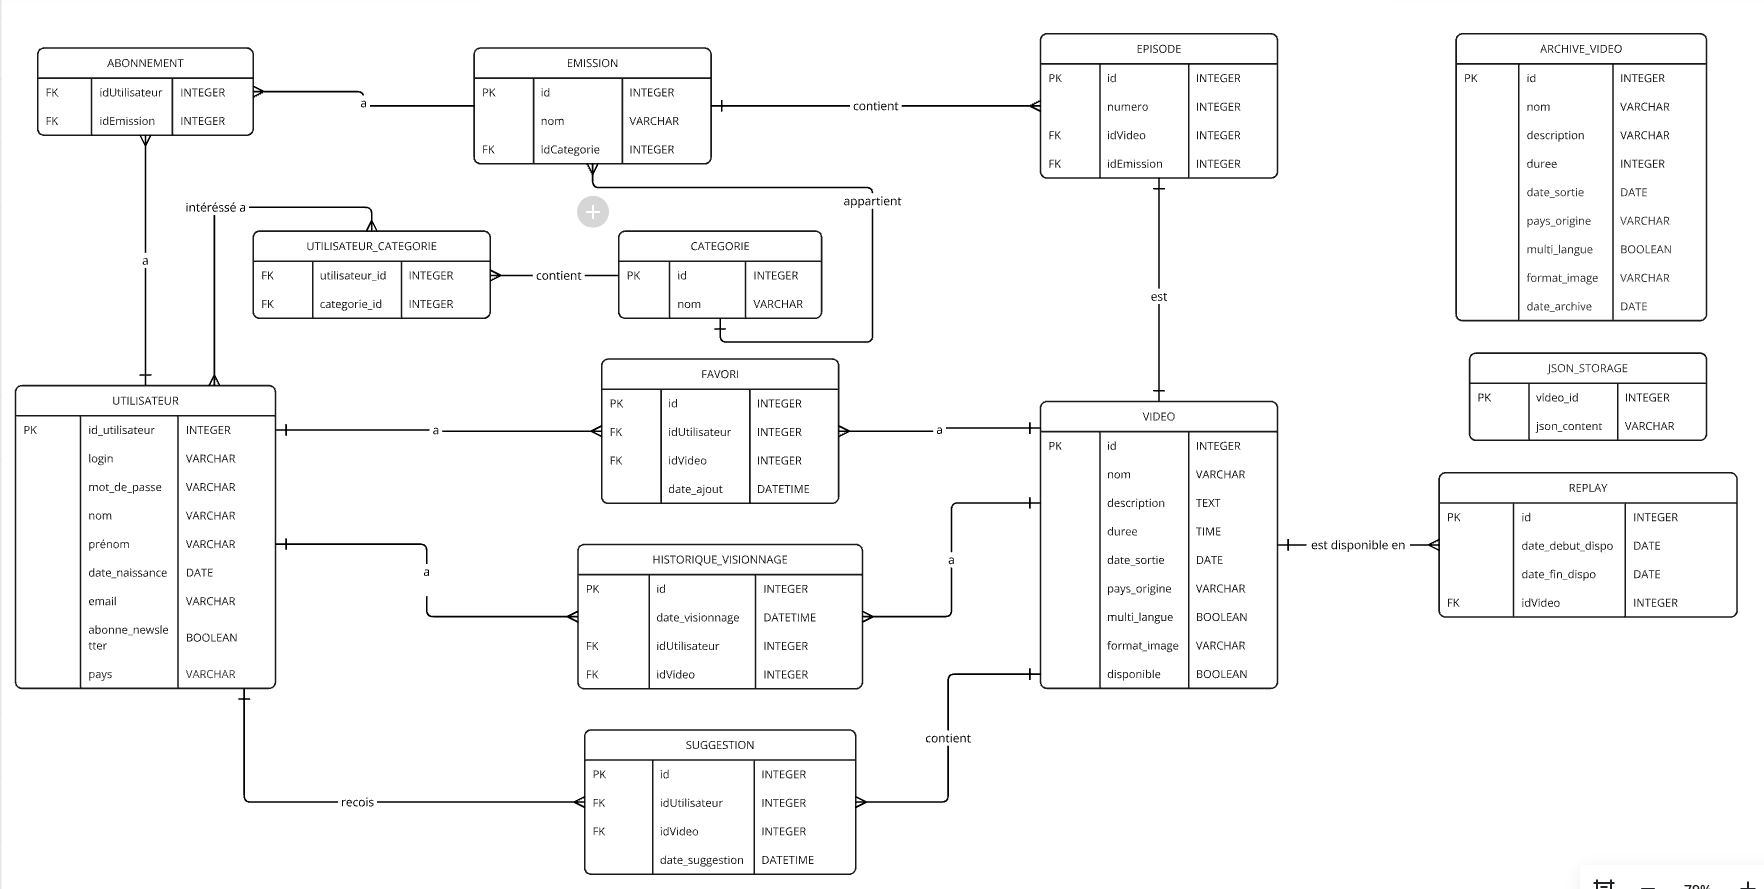 ABONNEMENT
FK idUtilisateur INTEGER
FK idEmission INTEGER
a
EMISSION
PK id INTEGER
nom VARCHAR
FK idCategorie INTEGER
contient
EPISODE
PK id INTEGER
numero INTEGER
FK idVideo INTEGER
FK idEmission INTEGER
ARCHIVE_VIDEO
PK id INTEGER
nom VARCHAR
description VARCHAR
duree INTEGER
date_sortie DATE
pays_origine VARCHAR
multi_langue BOOLEAN
format_image VARCHAR
date_archive DATE
a
intéréssé a
appartient
UTILISATEUR_CATEGORIE
FK utilisateur_id INTEGER
FK categorie_id INTEGER
contient
CATEGORIE
PK id INTEGER
nom VARCHAR
est
JSON_STORAGE
PK video_id INTEGER
json_content VARCHAR
UTILISATEUR
PK id_utilisateur INTEGER
login VARCHAR
mot_de_passe VARCHAR
nom VARCHAR
prénom VARCHAR
date_naissance DATE
email VARCHAR
abonne_newsle
tter BOOLEAN
pays VARCHAR
a
FAVORI
PK id INTEGER
FK idUtilisateur INTEGER
FK idVideo INTEGER
date_ajout DATETIME
a
VIDEO
PK id INTEGER
nom VARCHAR
description TEXT
duree TIME
date_sortie DATE
pays_origine VARCHAR
multi_langue BOOLEAN
format_image VARCHAR
disponible BOOLEAN
est disponible en
REPLAY
PK id INTEGER
date_debut_dispo DATE
date_fin_dispo DATE
FK idVideo INTEGER
a
HISTORIQUE_VISIONNAGE
PK id INTEGER
date_visionnage DATETIME
FK idUtilisateur INTEGER
FK idVideo INTEGER
a
recois
SUGGESTION
PK id INTEGER
FK idUtilisateur INTEGER
FK idVideo INTEGER
date_suggestion DATETIME
contient